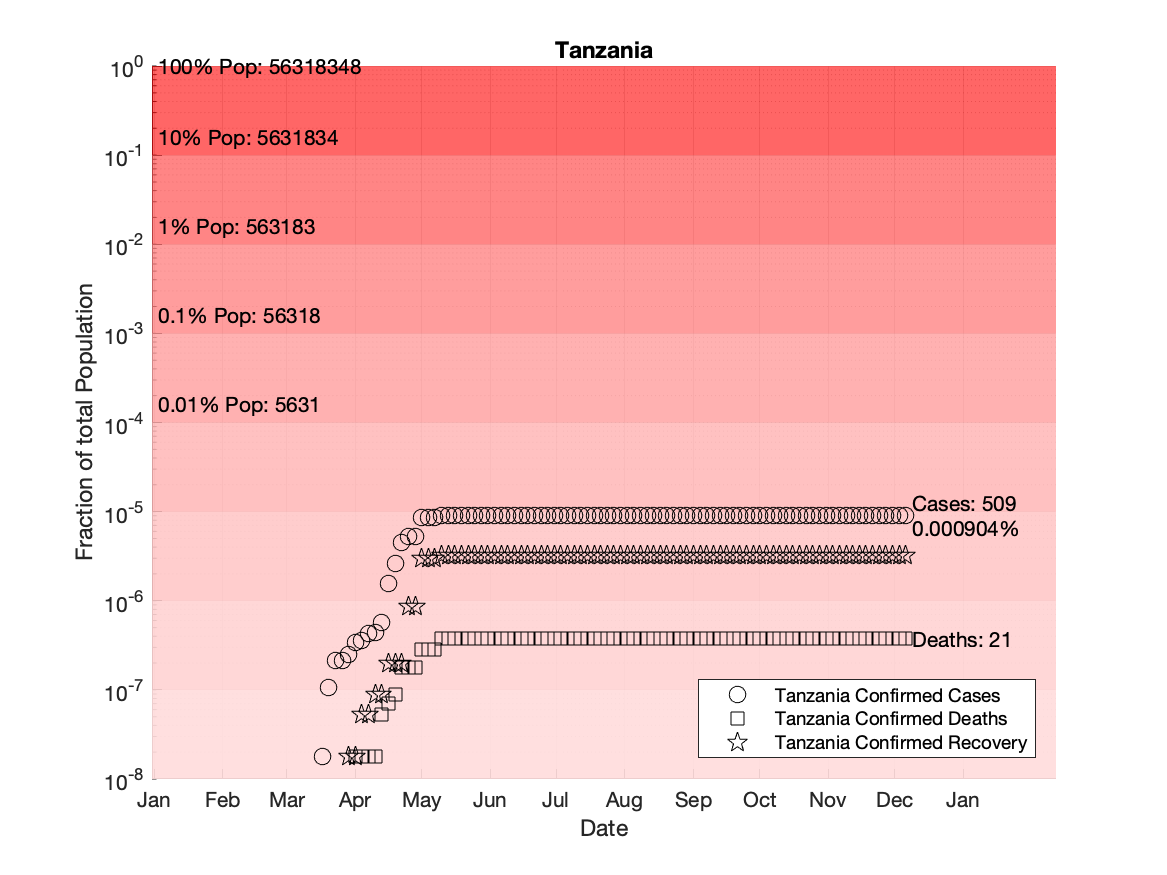 Tanzania
10^0
100% Pop: 56318348
10% Pop: 5631834
10^-1
1% Pop: 563183
10^-2
0.1% Pop: 56318
10^-3
0.01% Pop: 5631
10^-4
10^-5
10^-6
10^-7
10^-8
Fraction of total Population
Cases: 509
0.000904%
Deaths: 21
Tanzania Confirmed Cases
Tanzania Confirmed Deaths
Tanzania Confirmed Recovery
Jan Feb Mar Apr May Jun Jul Aug Sep Oct Nov Dec Jan
Date